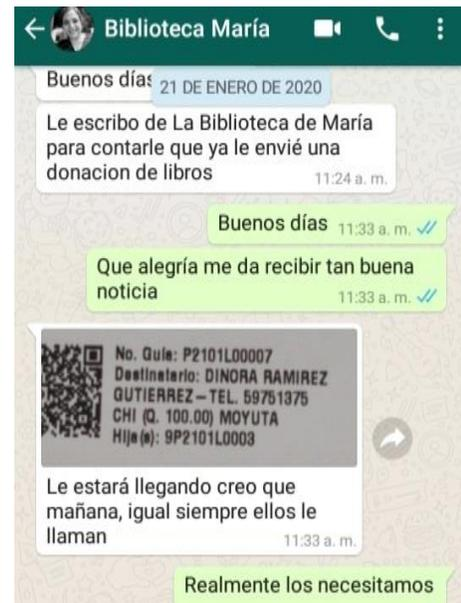 Biblioteca María
Buenos días
21 DE ENERO DE 2020
Le escribo de La Biblioteca de María
para contarle que ya le envié una
donacion de libros
11:24 a. m.
Buenos días 11:33 a. m.
Que alegría me da recibir tan buena
noticia
11:33 a. m.
No. Guia: P2101L00007
Destinatario: DINORA RAMIREZ
GUTIERREZ – TEL. 59751375
CHI (Q. 100.00) MOYUTA
Hija(s): 9P2101L0003
Le estará llegando creo que
mañana, igual siempre ellos le
llaman
11:33 a. m.
Realmente los necesitamos